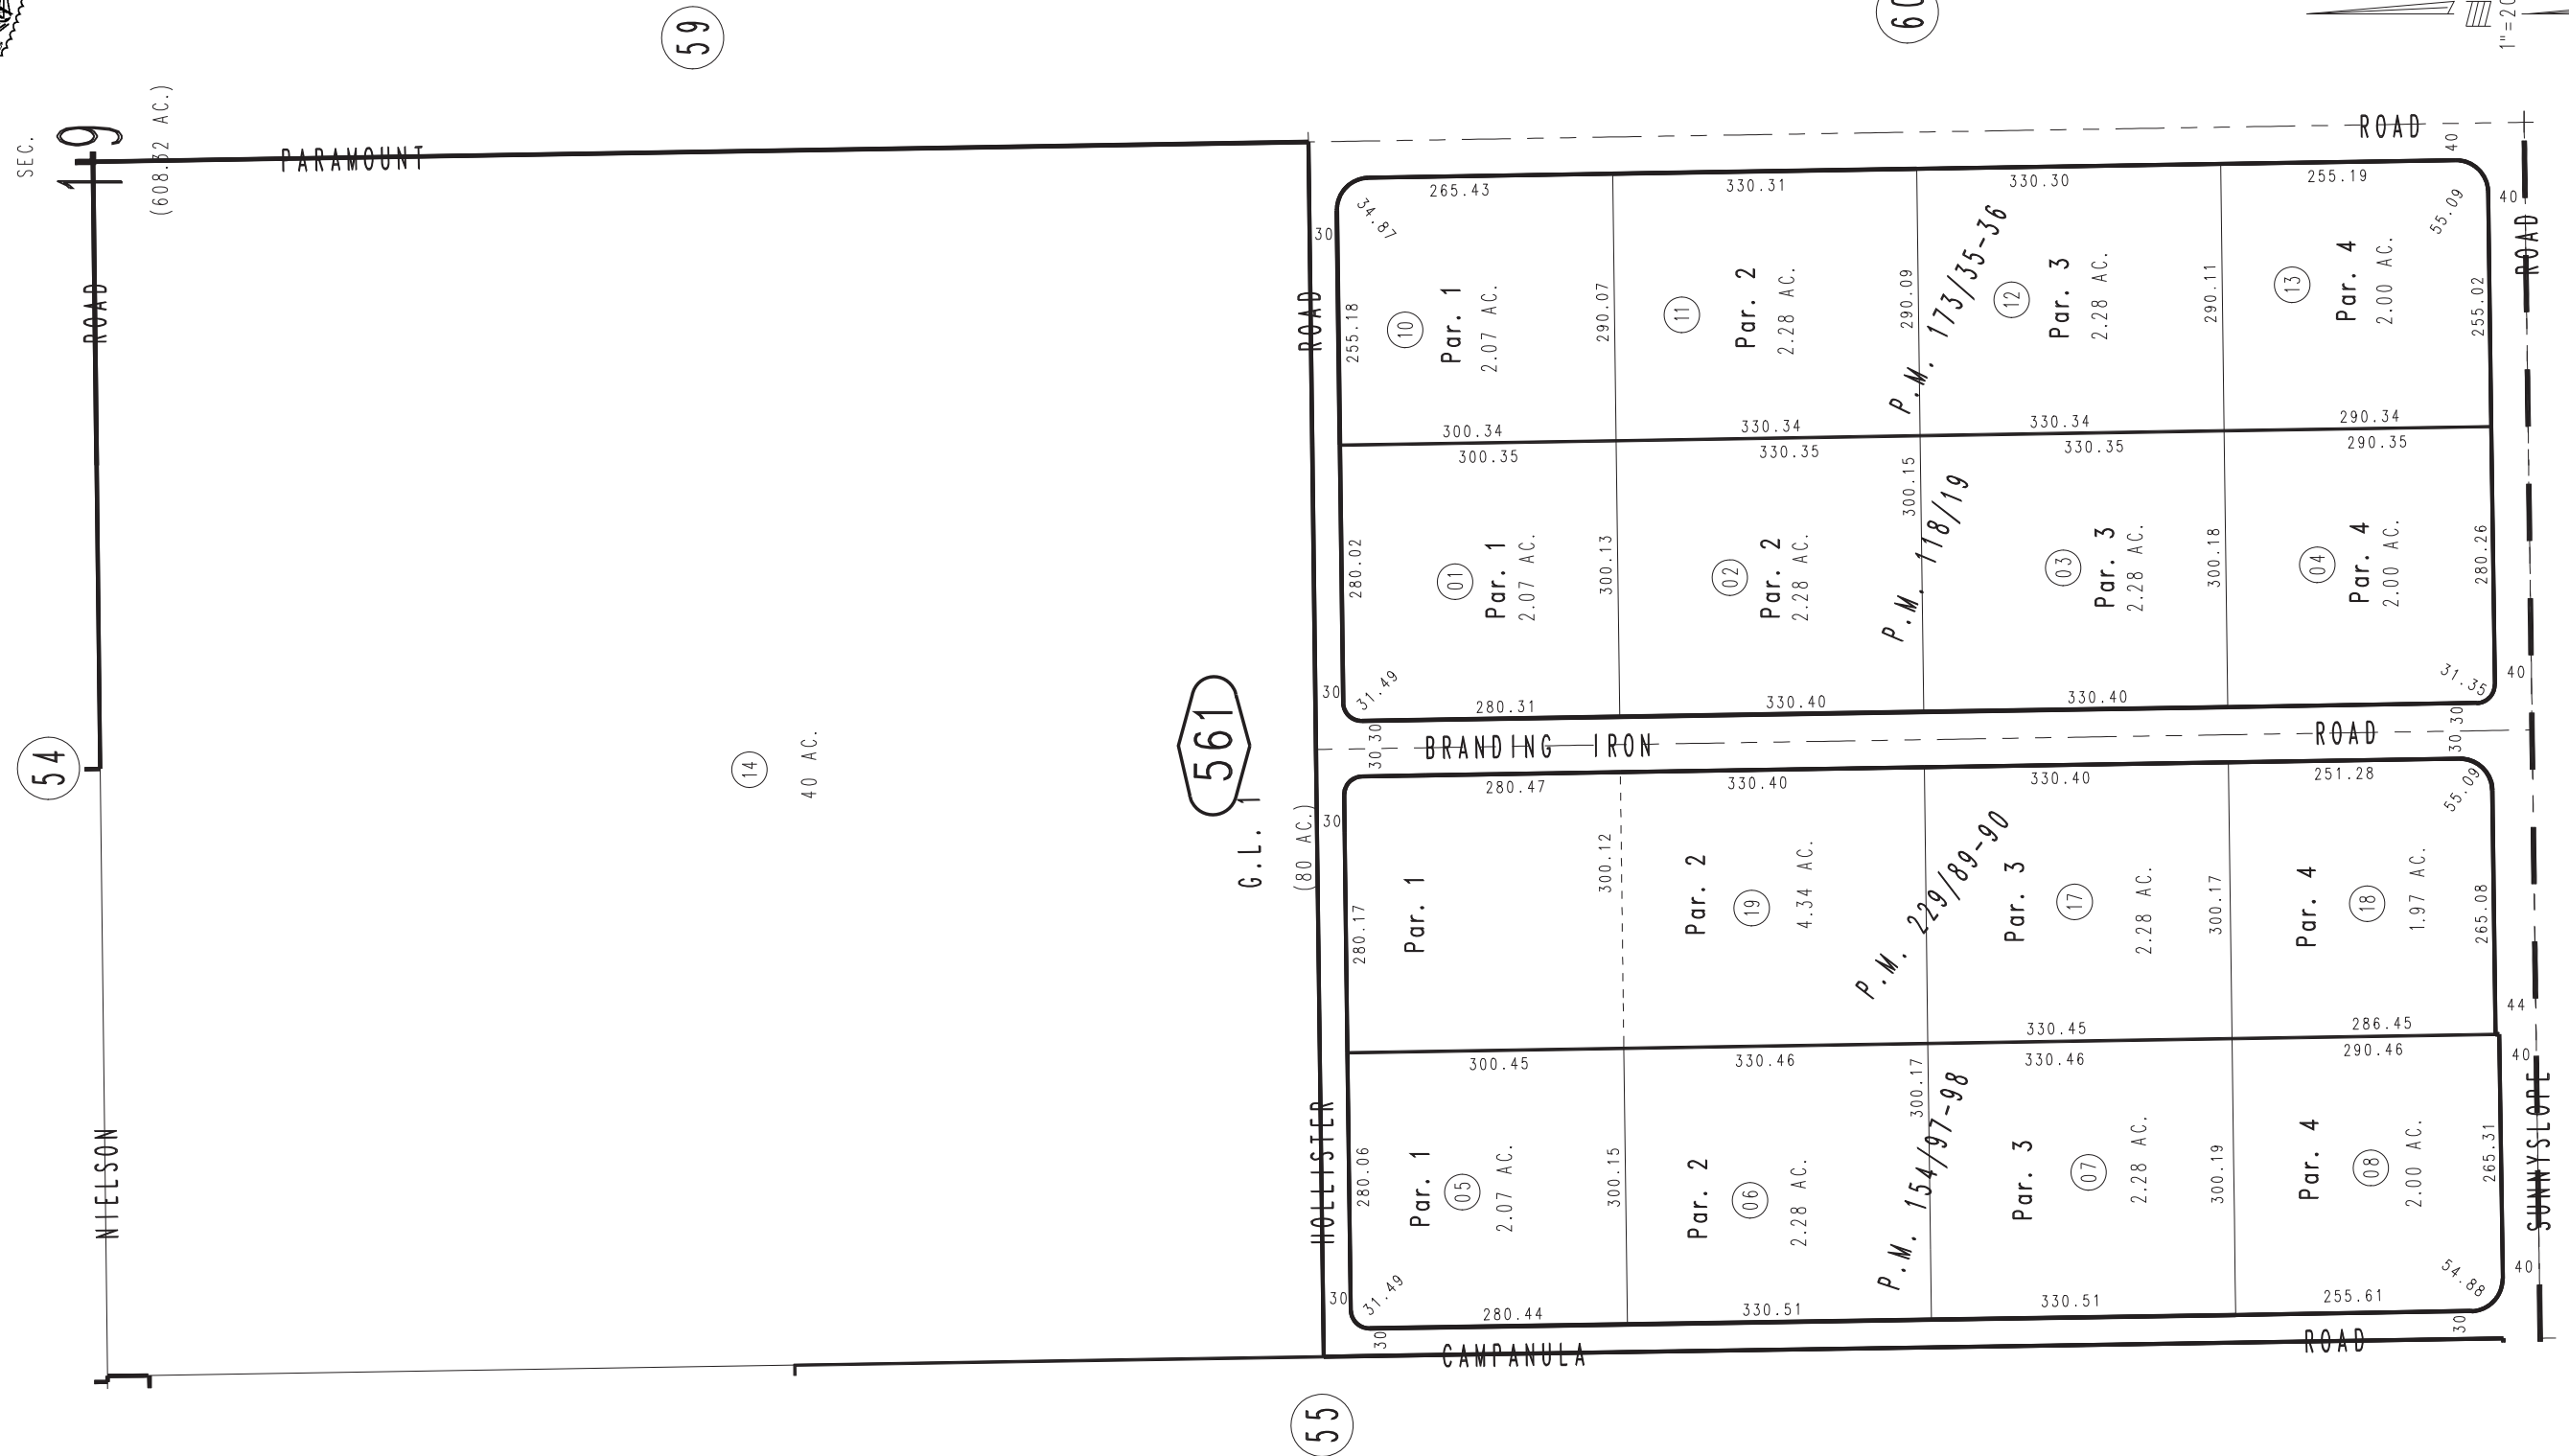 SEC.
19
(608.32 AC.)
59
1"=20
PARAMOUNT
ROAD
ROAD
54
14
40 AC.
561
G.L. 1
(80 AC.)
NIELSON
HOLLISTER
ROAD
ROAD
SUNNYSLOPE
ROAD
265.43
330.31
330.30
255.19
40
34.87
55.09
40
30
255.18
10
Par. 1
2.07 AC.
290.07
11
Par. 2
2.28 AC.
290.09
P.M. 173/35-36
12
Par. 3
2.28 AC.
290.11
13
Par. 4
2.00 AC.
255.02
300.34
330.34
330.34
290.34
300.35
330.35
330.35
290.35
280.02
01
Par. 1
2.07 AC.
300.13
02
Par. 2
2.28 AC.
300.15
P.M. 118/19
03
Par. 3
2.28 AC.
300.18
04
Par. 4
2.00 AC.
280.26
30
31.49
31.35
40
280.31
330.40
330.40
30
30
BRANDING IRON
ROAD
30
30
280.47
330.40
330.40
251.28
30
55.09
280.17
Par. 1
300.12
Par. 2
19
4.34 AC.
P.M. 229/89-90
Par. 3
17
2.28 AC.
300.17
Par. 4
18
1.97 AC.
265.08
44
330.45
286.45
300.45
330.46
330.46
290.46
40
280.06
Par. 1
05
2.07 AC.
300.15
Par. 2
06
2.28 AC.
300.17
P.M. 154/97-98
Par. 3
07
2.28 AC.
300.19
Par. 4
08
2.00 AC.
265.31
30
31.49
54.88
40
280.44
330.51
330.51
255.61
30
30
CAMPANULA
ROAD
55